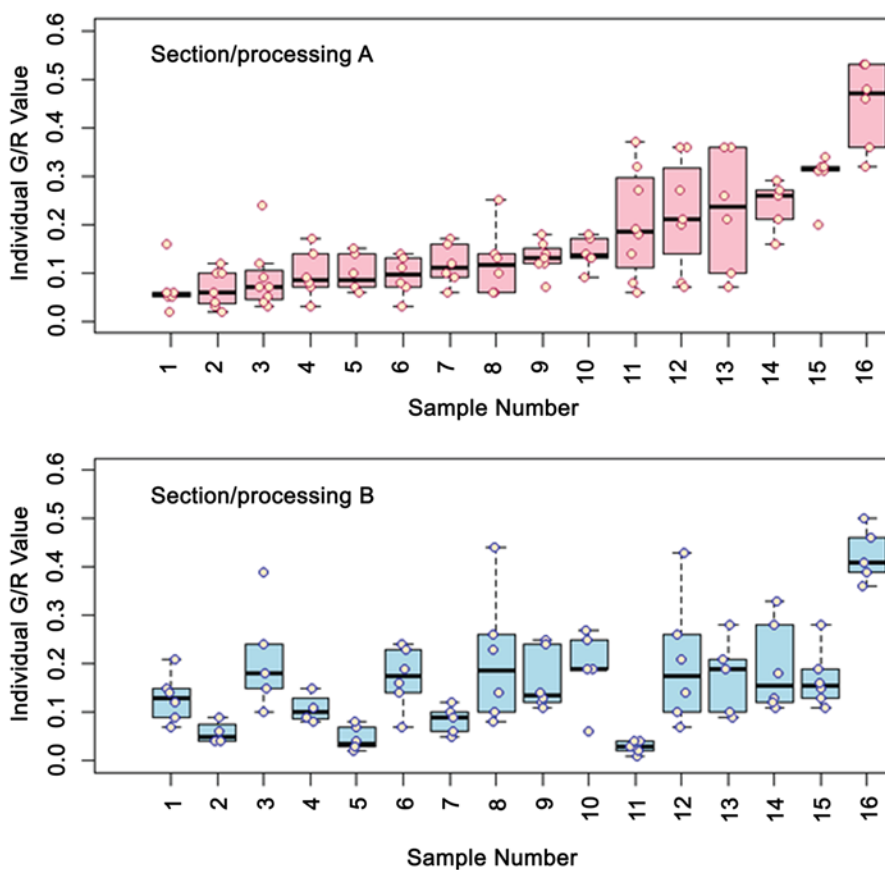 Section/processing A
Individual G/R Value
0.6
0.5
0.4
0.3
0.2
0.1
0.0
1 2 3 4 5 6 7 8 9 10 11 12 13 14 15 16
Sample Number
Section/processing B
Individual G/R Value
0.6
0.5
0.4
0.3
0.2
0.1
0.0
1 2 3 4 5 6 7 8 9 10 11 12 13 14 15 16
Sample Number